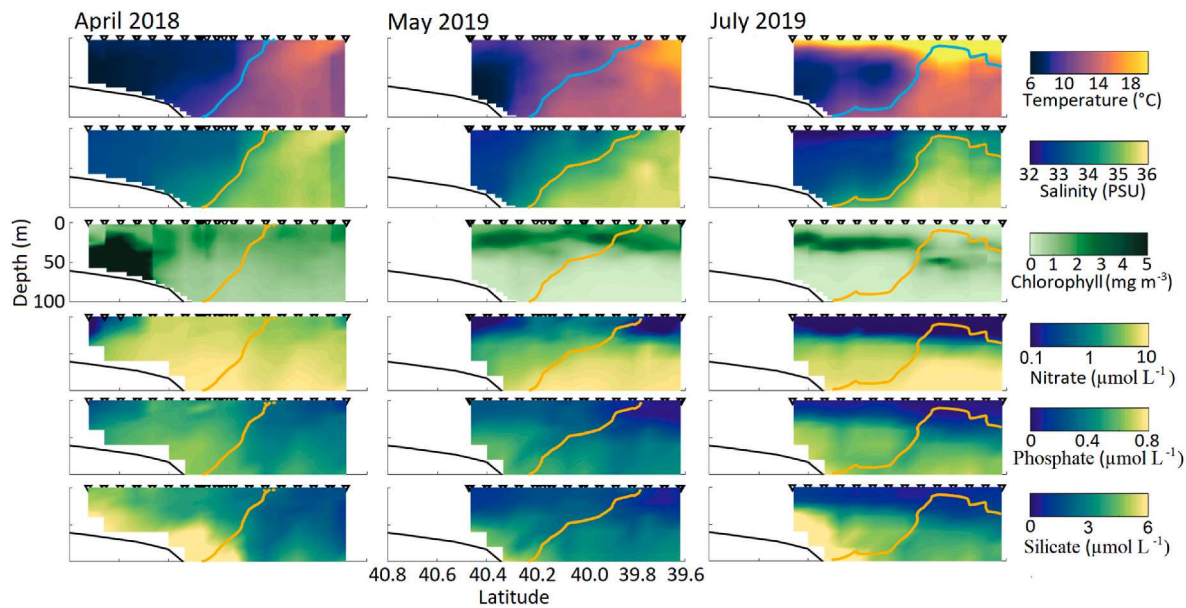 April 2018
May 2019
July 2019
6 10 14 18
Temperature (°C)
32 33 34 35 36
Salinity (PSU)
0
50
100
Depth (m)
0 1 2 3 4 5
Chlorophyll (mg m⁻³)
0.1 1 10
Nitrate (µmol L⁻¹)
0 0.4 0.8
Phosphate (µmol L⁻¹)
0 3 6
Silicate (µmol L⁻¹)
40.8 40.6 40.4 40.2 40.0 39.8 39.6
Latitude